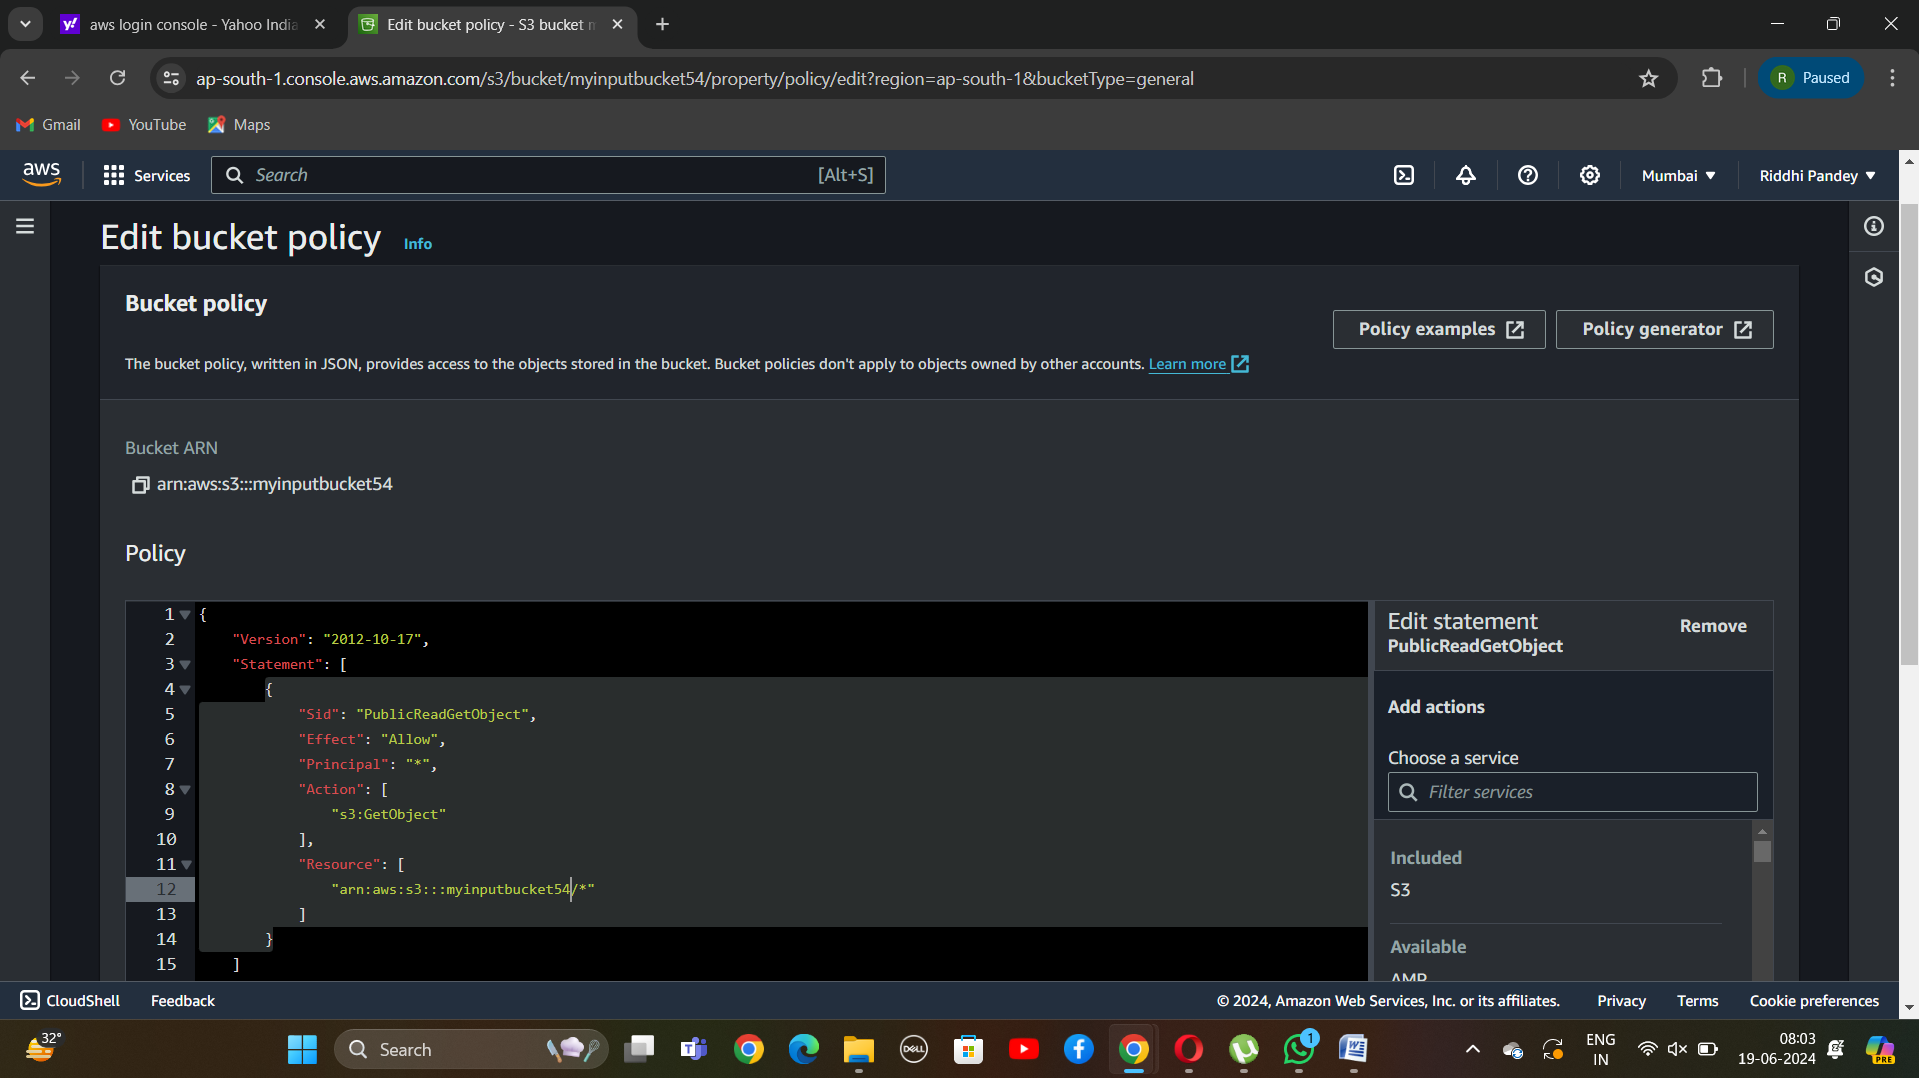 aws login console - Yahoo India
Edit bucket policy - S3 bucket m
ap-south-1.console.aws.amazon.com/s3/bucket/myinputbucket54/property/policy/edit?region=ap-south-1&bucketType=general
R Paused
Gmail YouTube Maps
aws Services Search [Alt+S] Mumbai Riddhi Pandey
Edit bucket policy Info
Bucket policy
Policy examples Policy generator
The bucket policy, written in JSON, provides access to the objects stored in the bucket. Bucket policies don't apply to objects owned by other accounts. Learn more
Bucket ARN
arn:aws:s3:::myinputbucket54
Policy
1 {
2 "Version": "2012-10-17",
3 "Statement": [
4 {
5 "Sid": "PublicReadGetObject",
6 "Effect": "Allow",
7 "Principal": "*",
8 "Action": [
9 "s3:GetObject"
10 ],
11 "Resource": [
12 "arn:aws:s3:::myinputbucket54/*"
13 ]
14 }
15 ]
Edit statement Remove
PublicReadGetObject
Add actions
Choose a service
Filter services
Included
S3
Available
AMP
CloudShell Feedback © 2024, Amazon Web Services, Inc. or its affiliates. Privacy Terms Cookie preferences
32°
Search
DELL
1
ENG
IN
08:03
19-06-2024
PRE